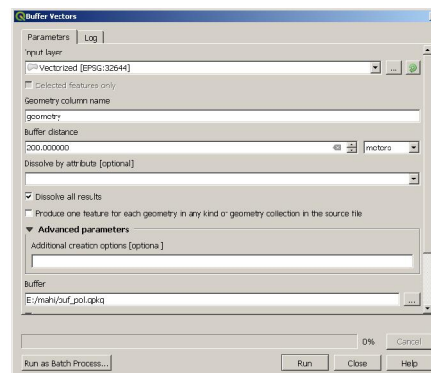 Buffer Vectors
Parameters Log
Input layer
Vectorized [EPSG:32644] ...
Selected features only
Geometry column name
geometry
Buffer distance
200.000000 meters
Dissolve by attribute [optional]
Dissolve all results
Produce one feature for each geometry in any kind of geometry collection in the source file
Advanced parameters
Additional creation options [optional]
Buffer
E:/mahi/buf_pol.gpkg ...
0% Cancel
Run as Batch Process... Run Close Help